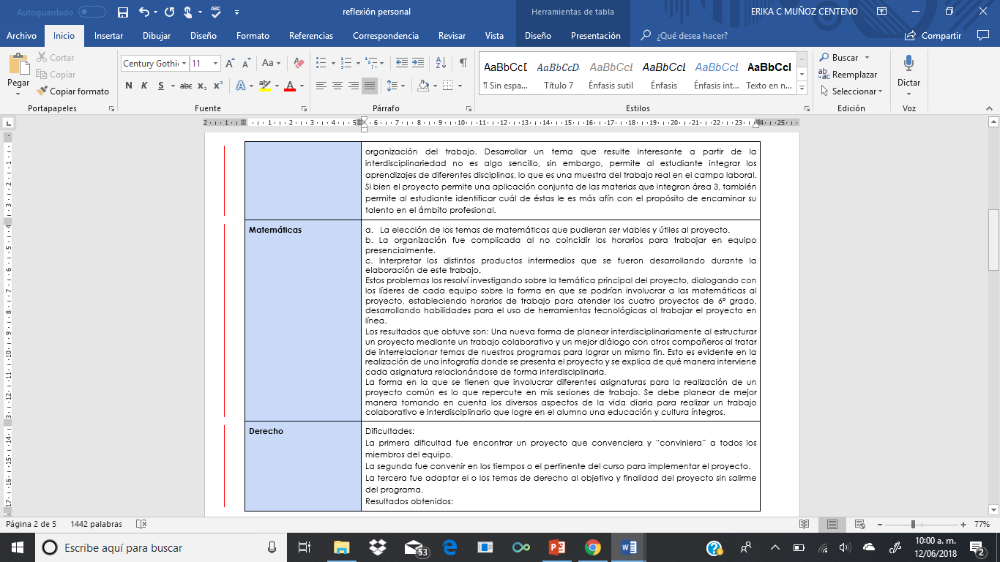 Autoguardado
reflexión personal
Herramientas de tabla
ERIKA C MUÑOZ CENTENO
Archivo Inicio Insertar Dibujar Diseño Formato Referencias Correspondencia Revisar Vista Diseño Presentación ¿Qué desea hacer? Compartir
Pegar
Cortar
Copiar
Copiar formato
Portapapeles
Century Gothi 11
N K S abc x₂ x²
Fuente
Párrafo
AaBbCcI AaBbCcD AaBbCcL AaBbCcL AaBbCcL AaBbCcI
¶ Sin espa... Título 7 Énfasis sutil Énfasis Énfasis int... Texto en n...
Estilos
Buscar
Reemplazar
Seleccionar
Edición
Dictar
Voz
organización del trabajo. Desarrollar un tema que resulte interesante a partir de la
interdisciplinariedad no es algo sencillo, sin embargo, permite al estudiante integrar los
aprendizajes de diferentes disciplinas, lo que es una muestra del trabajo real en el campo laboral.
Si bien el proyecto permite una aplicación conjunta de las materias que integran área 3, también
permite al estudiante identificar cuál de éstas le es más afín con el propósito de encaminar su
talento en el ámbito profesional.
Matemáticas
a. La elección de los temas de matemáticas que pudieran ser viables y útiles al proyecto.
b. La organización fue complicada al no coincidir los horarios para trabajar en equipo
presencialmente.
c. Interpretar los distintos productos intermedios que se fueron desarrollando durante la
elaboración de este trabajo.
Estos problemas los resolví investigando sobre la temática principal del proyecto, dialogando con
los líderes de cada equipo sobre la forma en que se podrían involucrar a las matemáticas al
proyecto, estableciendo horarios de trabajo para atender los cuatro proyectos de 6º grado,
desarrollando habilidades para el uso de herramientas tecnológicas al trabajar el proyecto en
línea.
Los resultados que obtuve son: Una nueva forma de planear interdisciplinariamente al estructurar
un proyecto mediante un trabajo colaborativo y un mejor diálogo con otros compañeros al tratar
de interrelacionar temas de nuestros programas para lograr un mismo fin. Esto es evidente en la
realización de una infografía donde se presenta el proyecto y se explica de qué manera interviene
cada asignatura relacionándose de forma interdisciplinaria.
La forma en la que se tienen que involucrar diferentes asignaturas para la realización de un
proyecto común es lo que repercute en mis sesiones de trabajo. Se debe planear de mejor
manera tomando en cuenta los diversos aspectos de la vida diaria para realizar un trabajo
colaborativo e interdisciplinario que logre en el alumno una educación y cultura íntegros.
Derecho
Dificultades:
La primera dificultad fue encontrar un proyecto que convenciera y "conviniera" a todos los
miembros del equipo.
La segunda fue convenir en los tiempos o el pertinente del curso para implementar el proyecto.
La tercera fue adaptar el o los temas de derecho al objetivo y finalidad del proyecto sin salirme
del programa.
Resultados obtenidos:
Página 2 de 5 1442 palabras 77%
Escribe aquí para buscar
53
10:00 a. m.
12/06/2018
2